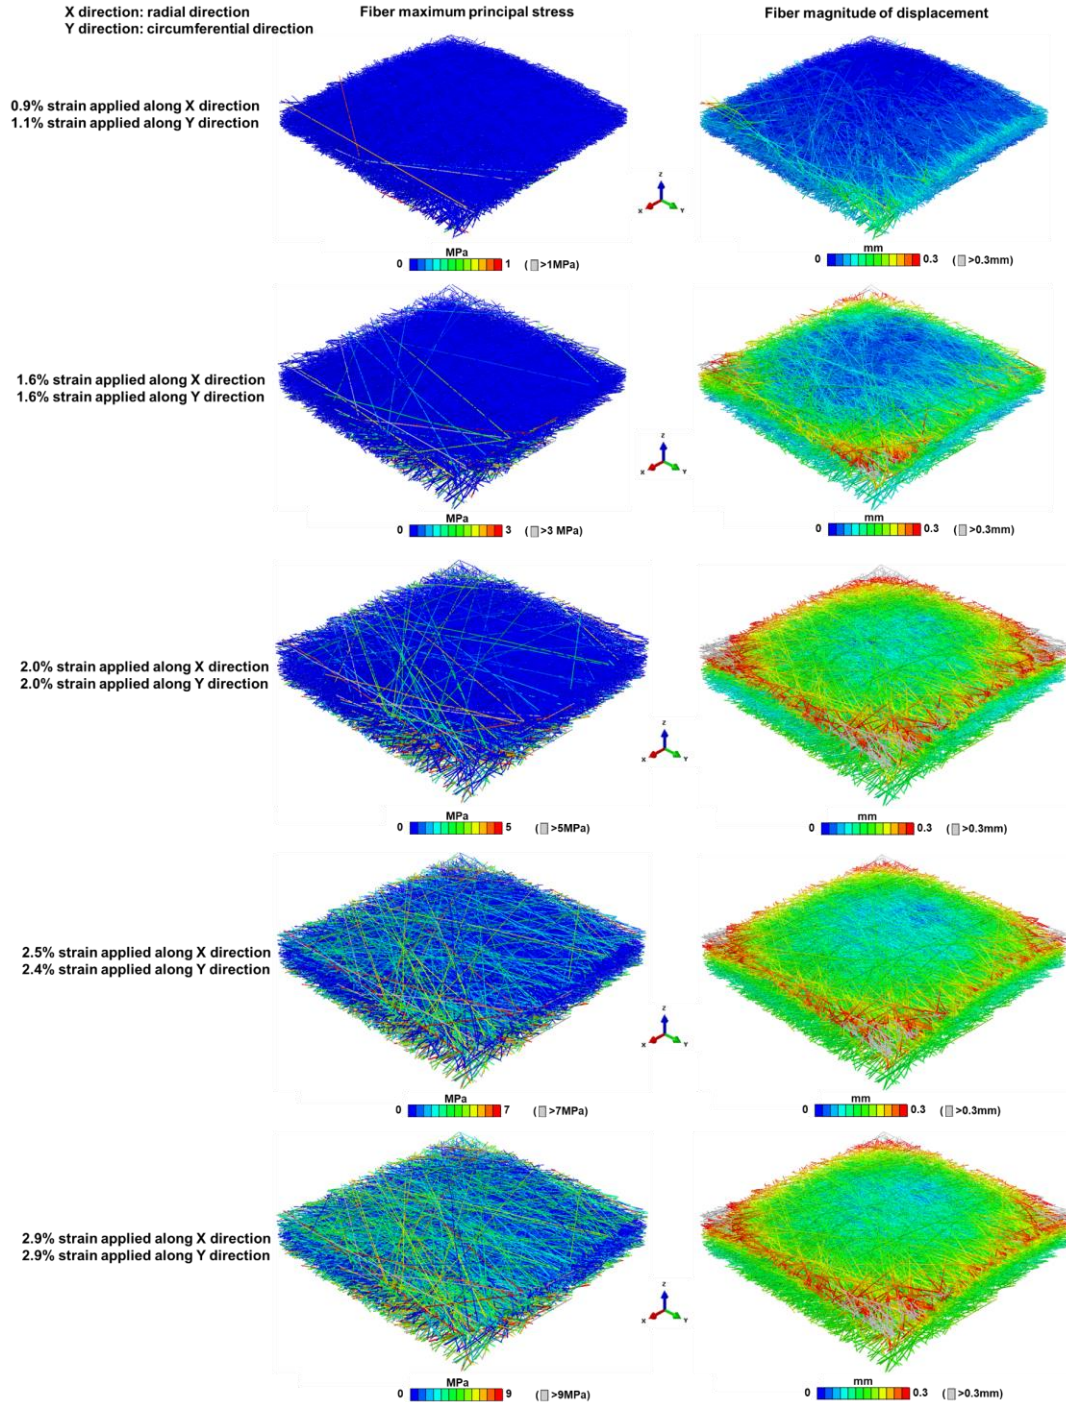 X direction: radial direction
Y direction: circumferential direction
Fiber maximum principal stress
Fiber magnitude of displacement
0.9% strain applied along X direction
1.1% strain applied along Y direction
Z
X
Y
MPa
0
1
( >1MPa)
mm
0
0.3
( >0.3mm)
1.6% strain applied along X direction
1.6% strain applied along Y direction
Z
X
Y
MPa
0
3
( >3 MPa)
mm
0
0.3
( >0.3mm)
2.0% strain applied along X direction
2.0% strain applied along Y direction
Z
X
Y
MPa
0
5
( >5MPa)
mm
0
0.3
( >0.3mm)
2.5% strain applied along X direction
2.4% strain applied along Y direction
Z
X
Y
MPa
0
7
( >7MPa)
mm
0
0.3
( >0.3mm)
2.9% strain applied along X direction
2.9% strain applied along Y direction
Z
X
Y
MPa
0
9
( >9MPa)
mm
0
0.3
( >0.3mm)